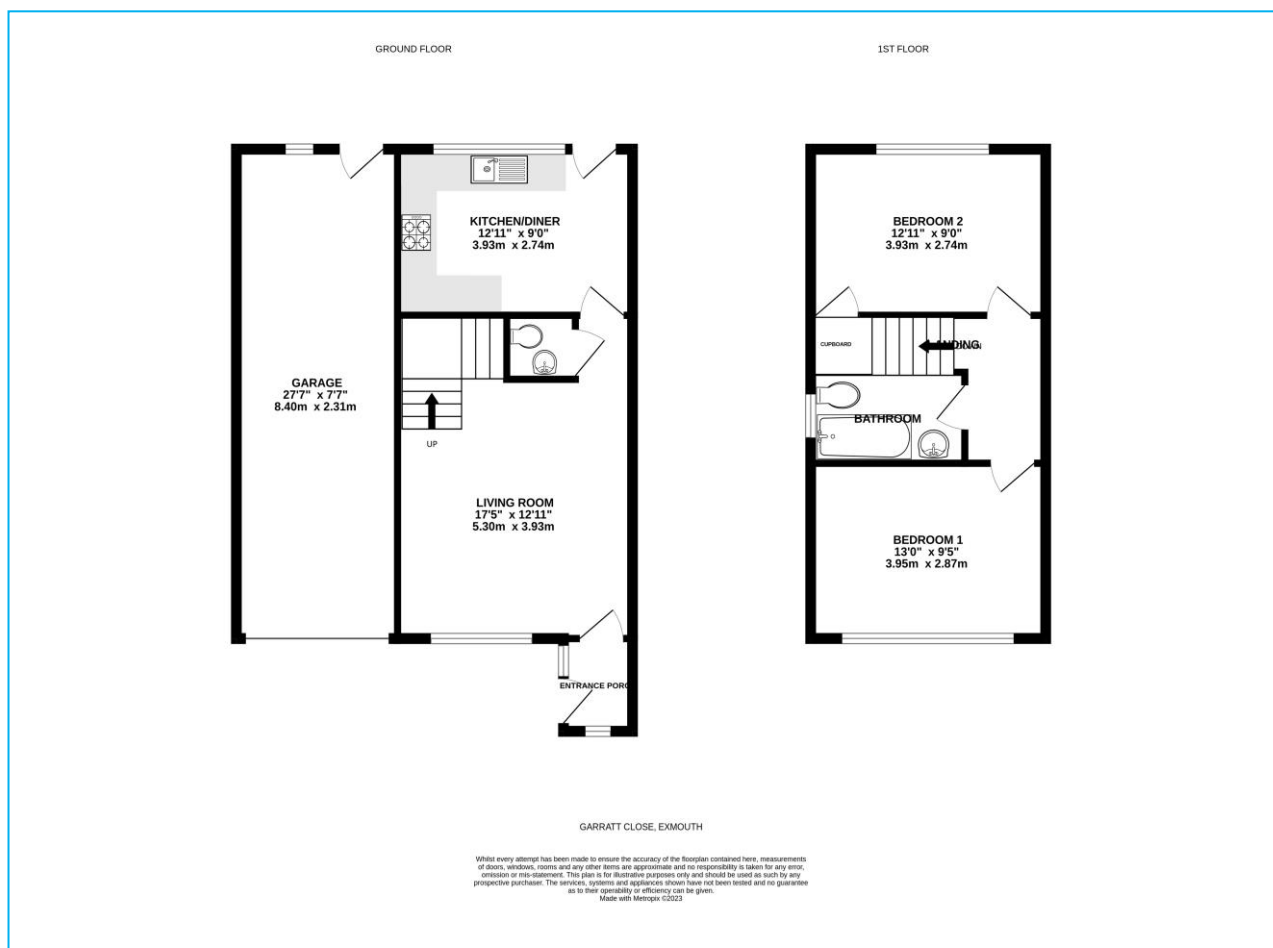 GROUND FLOOR
1ST FLOOR
KITCHEN/DINER
12'11" x 9'0"
3.93m x 2.74m
GARAGE
27'7" x 7'7"
8.40m x 2.31m
UP
LIVING ROOM
17'5" x 12'11"
5.30m x 3.93m
ENTRANCE PORC
BEDROOM 2
12'11" x 9'0"
3.93m x 2.74m
CUPBOARD
BATHROOM
BEDROOM 1
13'0" x 9'5"
3.95m x 2.87m
GARRATT CLOSE, EXMOUTH
Whilst every attempt has been made to ensure the accuracy of the floorplan contained here, measurements
of doors, windows, rooms and any other items are approximate and no responsibility is taken for any error,
omission or mis-statement. This plan is for illustrative purposes only and should be used as such by any
prospective purchaser. The services, systems and appliances shown have not been tested and no guarantee
as to their operability or efficiency can be given.
Made with Metropix ©2023